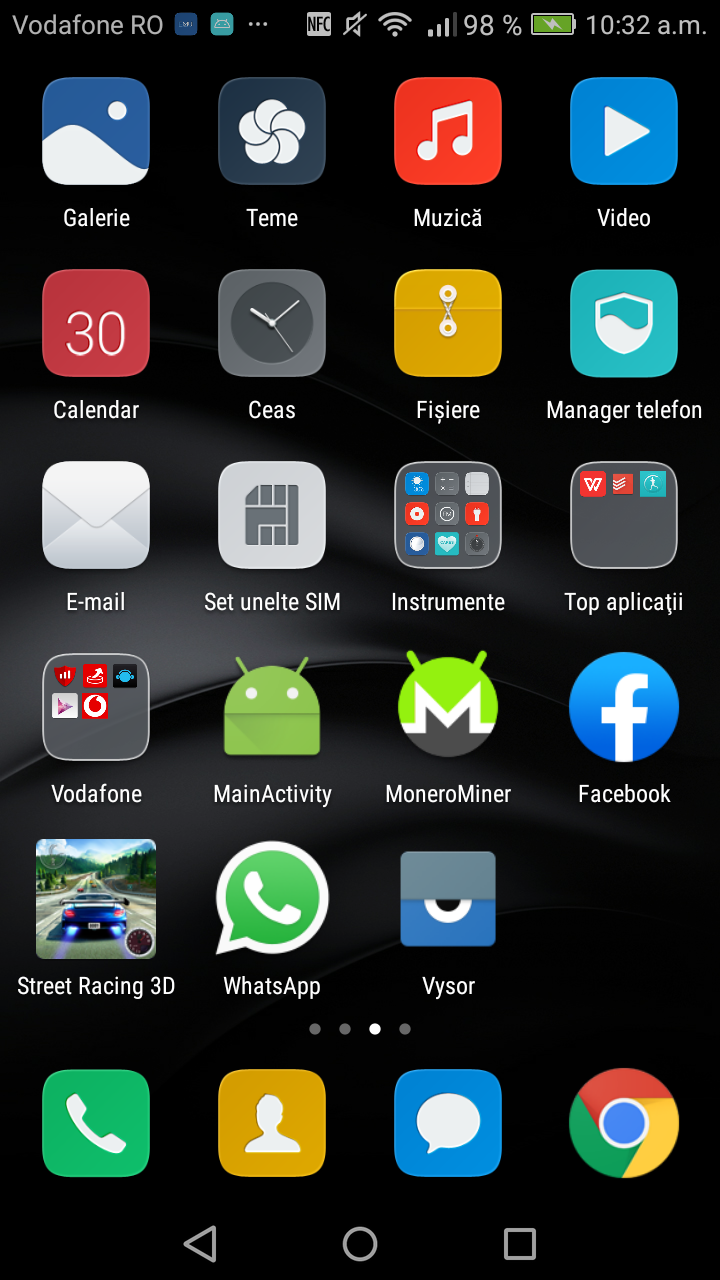 Vodafone RO ... NFC 98 % 10:32 a.m.
Galerie Teme Muzică Video
30
Calendar Ceas Fișiere Manager telefon
E-mail Set unelte SIM Instrumente Top aplicații
Vodafone MainActivity MoneroMiner Facebook
Street Racing 3D WhatsApp Vysor